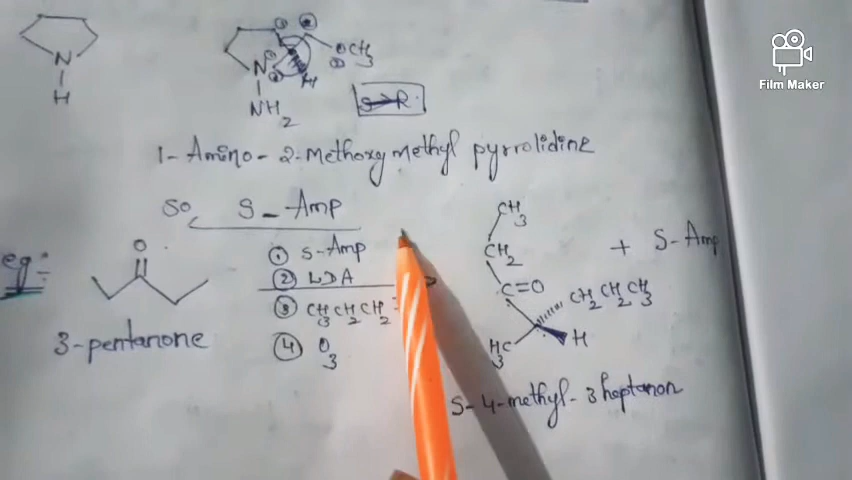 Film Maker
N
H
N
H
CH3
NH2
S→R
1-Amino-2-Methoxy methyl pyrrolidine
So S-Amp
eg:-
O
3-pentanone
① S-Amp
② LDA
③ CH3CH2CH2
④ O3
CH3
CH2
C=O
CH2CH2CH3
H3C
H
+ S-Amp
S-4-methyl-3heptanon